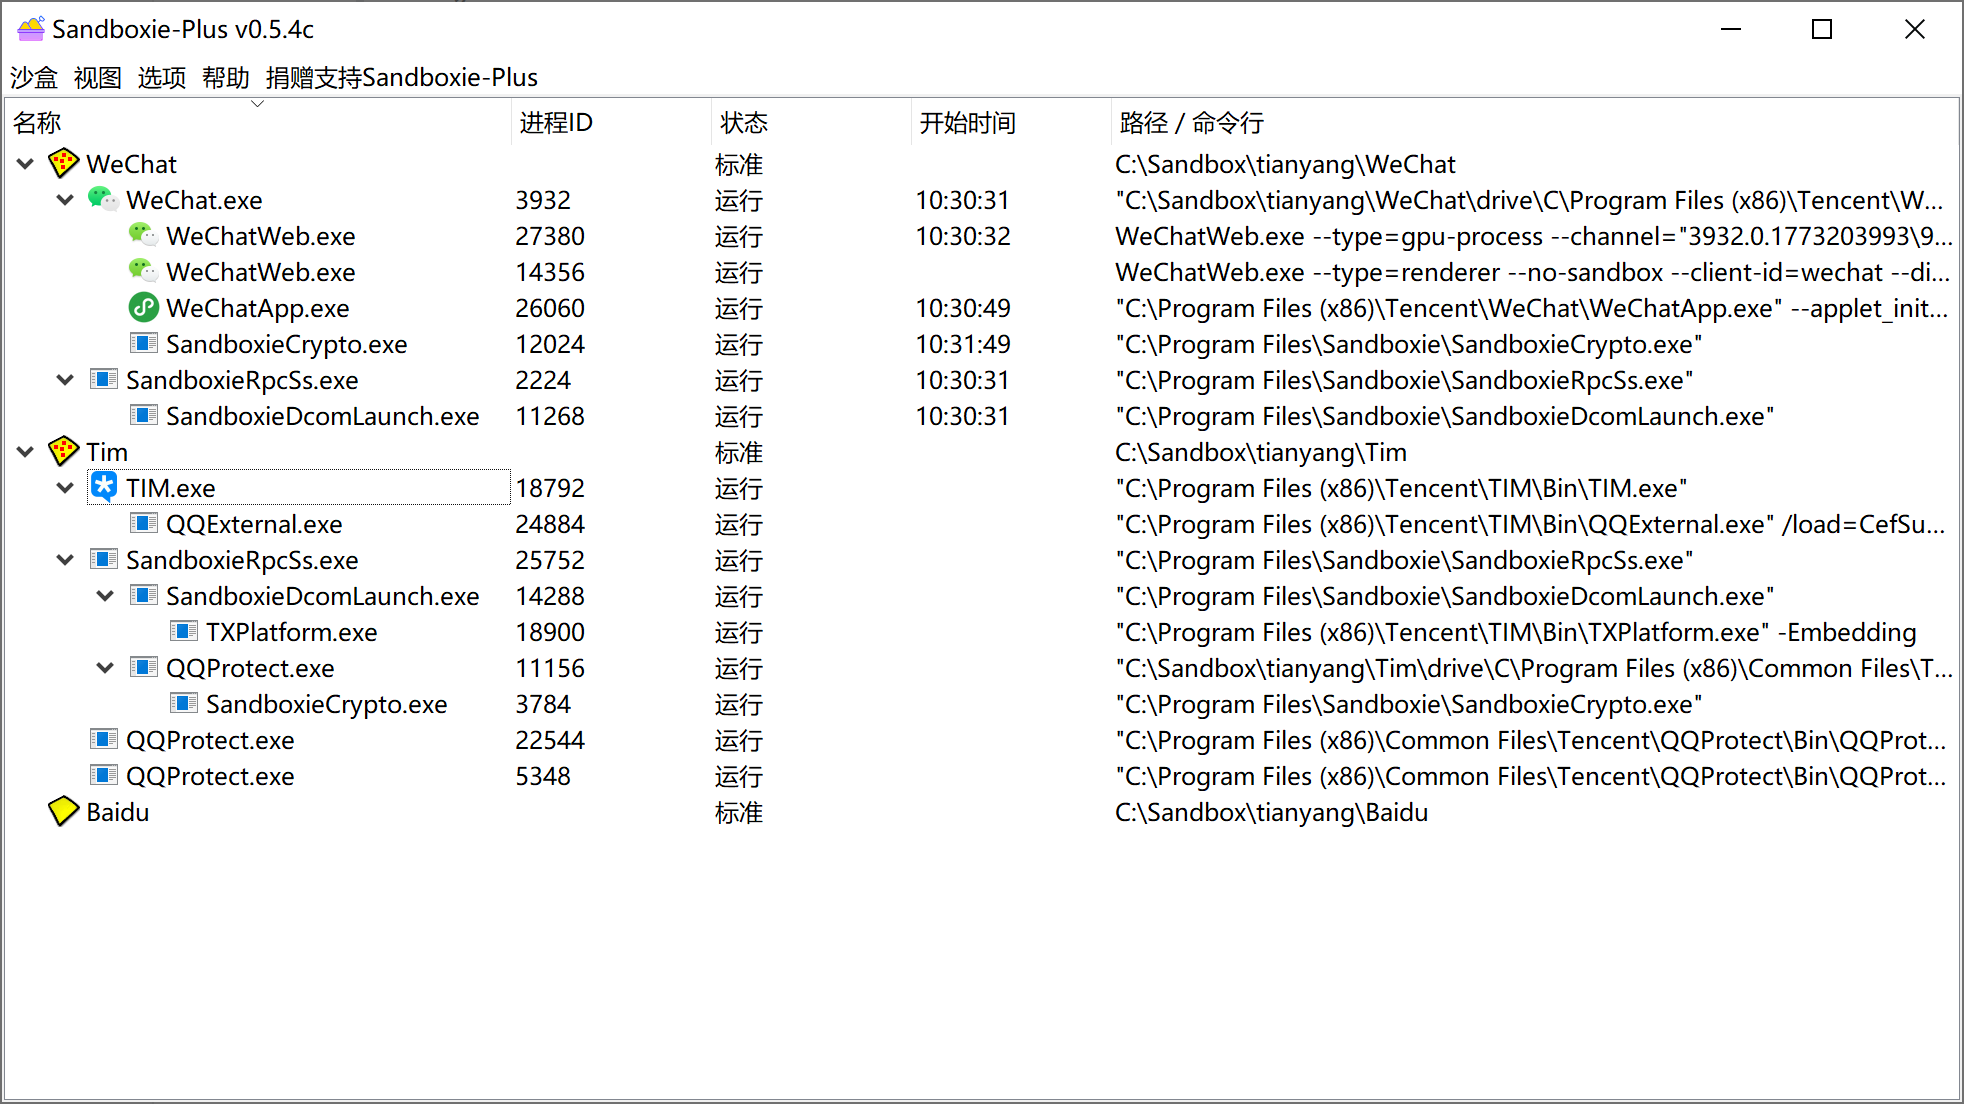 Sandboxie-Plus v0.5.4c
沙盒 视图 选项 帮助 捐赠支持Sandboxie-Plus
名称 进程ID 状态 开始时间 路径 / 命令行
WeChat 标准 C:\Sandbox\tianyang\WeChat
WeChat.exe 3932 运行 10:30:31 "C:\Sandbox\tianyang\WeChat\drive\C\Program Files (x86)\Tencent\W...
WeChatWeb.exe 27380 运行 10:30:32 WeChatWeb.exe --type=gpu-process --channel="3932.0.1773203993\9...
WeChatWeb.exe 14356 运行 WeChatWeb.exe --type=renderer --no-sandbox --client-id=wechat --di...
WeChatApp.exe 26060 运行 10:30:49 "C:\Program Files (x86)\Tencent\WeChat\WeChatApp.exe" --applet_init...
SandboxieCrypto.exe 12024 运行 10:31:49 "C:\Program Files\Sandboxie\SandboxieCrypto.exe"
SandboxieRpcSs.exe 2224 运行 10:30:31 "C:\Program Files\Sandboxie\SandboxieRpcSs.exe"
SandboxieDcomLaunch.exe 11268 运行 10:30:31 "C:\Program Files\Sandboxie\SandboxieDcomLaunch.exe"
Tim 标准 C:\Sandbox\tianyang\Tim
TIM.exe 18792 运行 "C:\Program Files (x86)\Tencent\TIM\Bin\TIM.exe"
QQExternal.exe 24884 运行 "C:\Program Files (x86)\Tencent\TIM\Bin\QQExternal.exe" /load=CefSu...
SandboxieRpcSs.exe 25752 运行 "C:\Program Files\Sandboxie\SandboxieRpcSs.exe"
SandboxieDcomLaunch.exe 14288 运行 "C:\Program Files\Sandboxie\SandboxieDcomLaunch.exe"
TXPlatform.exe 18900 运行 "C:\Program Files (x86)\Tencent\TIM\Bin\TXPlatform.exe" -Embedding
QQProtect.exe 11156 运行 "C:\Sandbox\tianyang\Tim\drive\C\Program Files (x86)\Common Files\T...
SandboxieCrypto.exe 3784 运行 "C:\Program Files\Sandboxie\SandboxieCrypto.exe"
QQProtect.exe 22544 运行 "C:\Program Files (x86)\Common Files\Tencent\QQProtect\Bin\QQProt...
QQProtect.exe 5348 运行 "C:\Program Files (x86)\Common Files\Tencent\QQProtect\Bin\QQProt...
Baidu 标准 C:\Sandbox\tianyang\Baidu